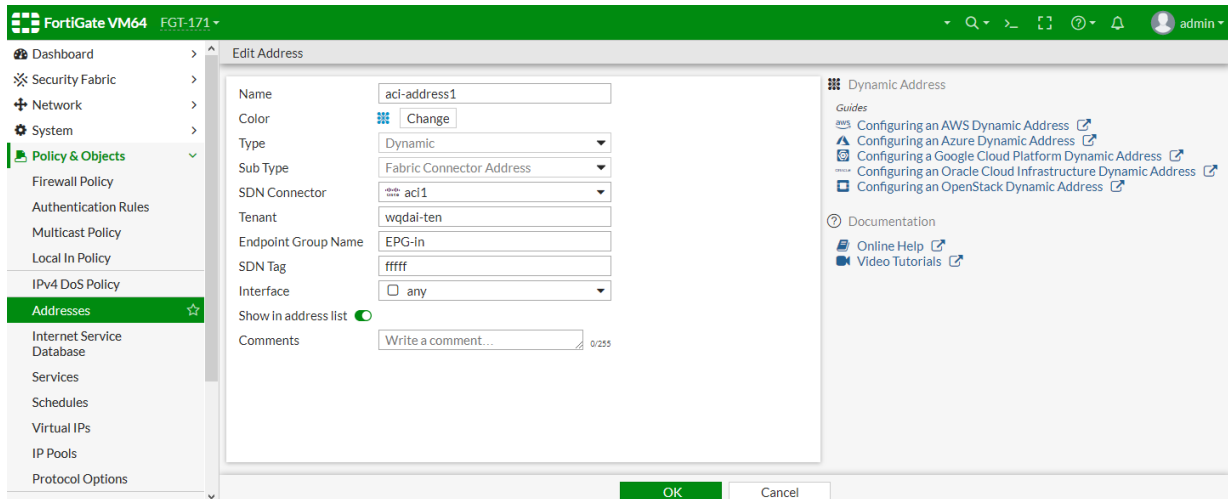 FortiGate VM64 FGT-171 admin
Dashboard
Security Fabric
Network
System
Policy & Objects
Firewall Policy
Authentication Rules
Multicast Policy
Local In Policy
IPv4 DoS Policy
Addresses
Internet Service
Database
Services
Schedules
Virtual IPs
IP Pools
Protocol Options
Edit Address
Name aci-address1
Color Change
Type Dynamic
Sub Type Fabric Connector Address
SDN Connector aci1
Tenant wqdai-ten
Endpoint Group Name EPG-in
SDN Tag fffff
Interface any
Show in address list
Comments Write a comment... 0/255
OK Cancel
Dynamic Address
Guides
aws Configuring an AWS Dynamic Address
Configuring an Azure Dynamic Address
Configuring a Google Cloud Platform Dynamic Address
Configuring an Oracle Cloud Infrastructure Dynamic Address
Configuring an OpenStack Dynamic Address
Documentation
Online Help
Video Tutorials